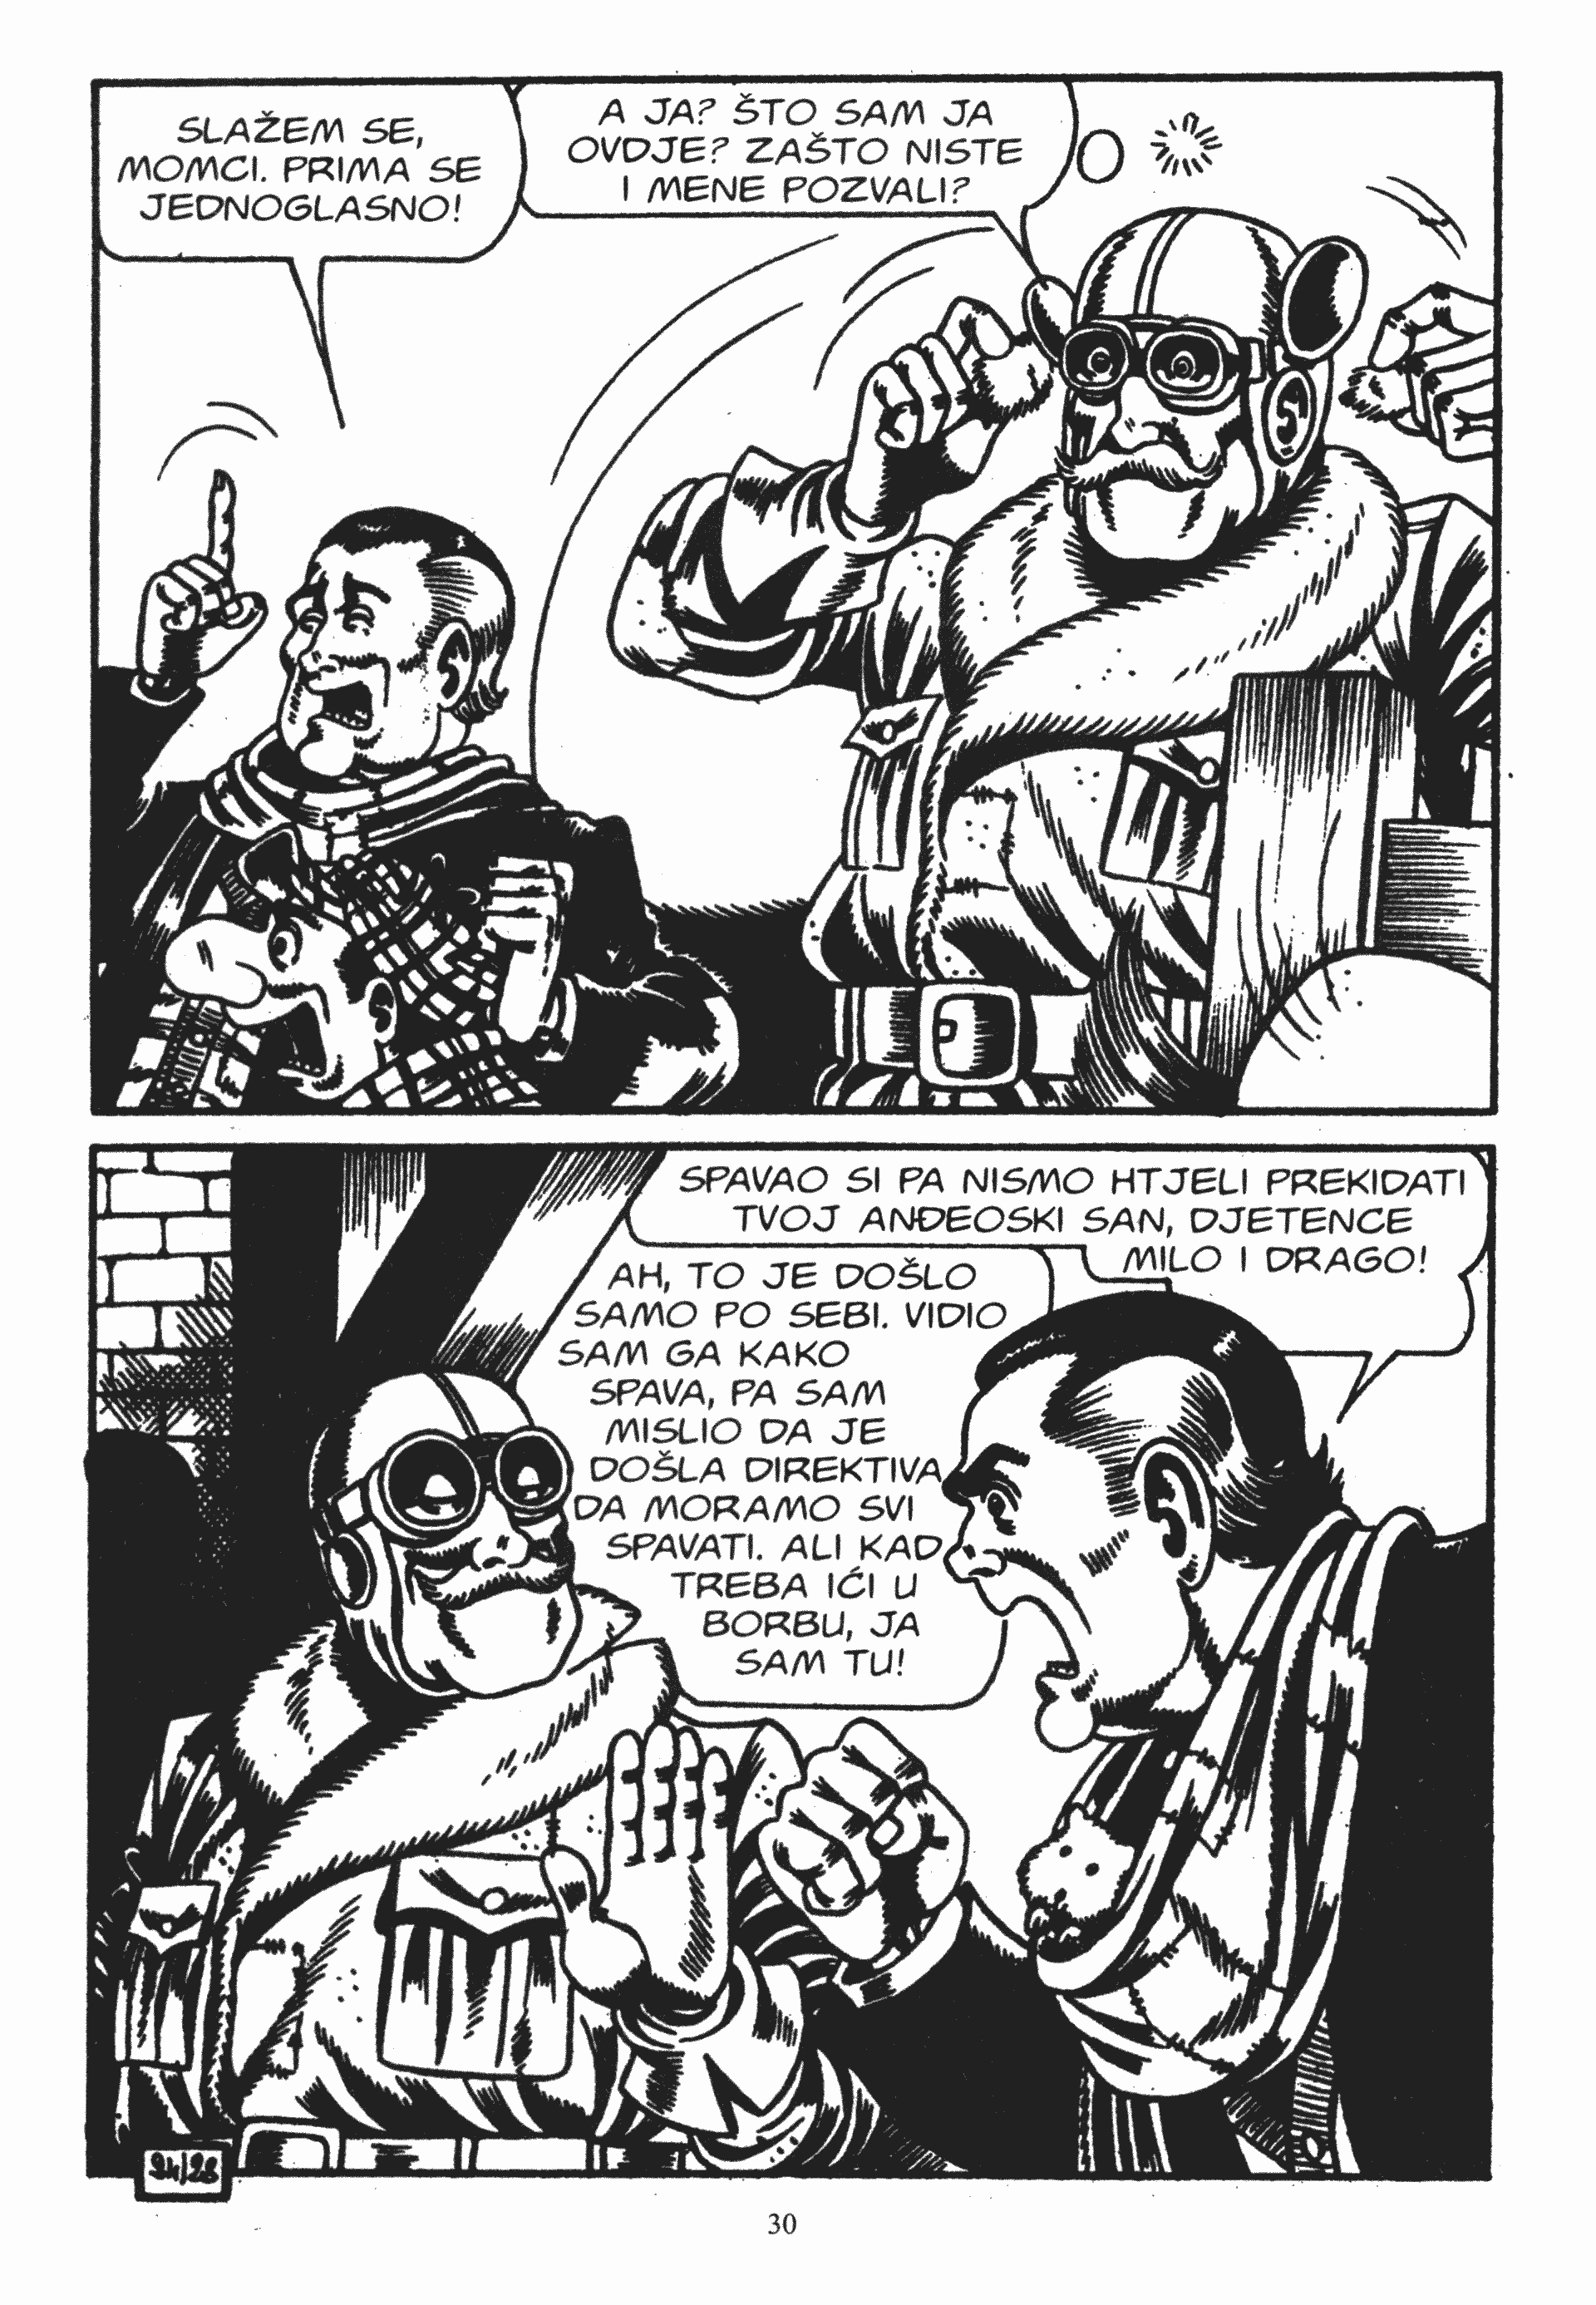 SLAŽEM SE,
MOMCI. PRIMA SE
JEDNOGLASNO!
A JA? ŠTO SAM JA
OVDJE? ZAŠTO NISTE
I MENE POZVALI?
SPAVAO SI PA NISMO HTJELI PREKIDATI
TVOJ ANĐEOSKI SAN, DJETENCE
MILO I DRAGO!
AH, TO JE DOŠLO
SAMO PO SEBI. VIDIO
SAM GA KAKO
SPAVA, PA SAM
MISLIO DA JE
DOŠLA DIREKTIVA
DA MORAMO SVI
SPAVATI. ALI KAD
TREBA IĆI U
BORBU, JA
SAM TU!
94/28
30